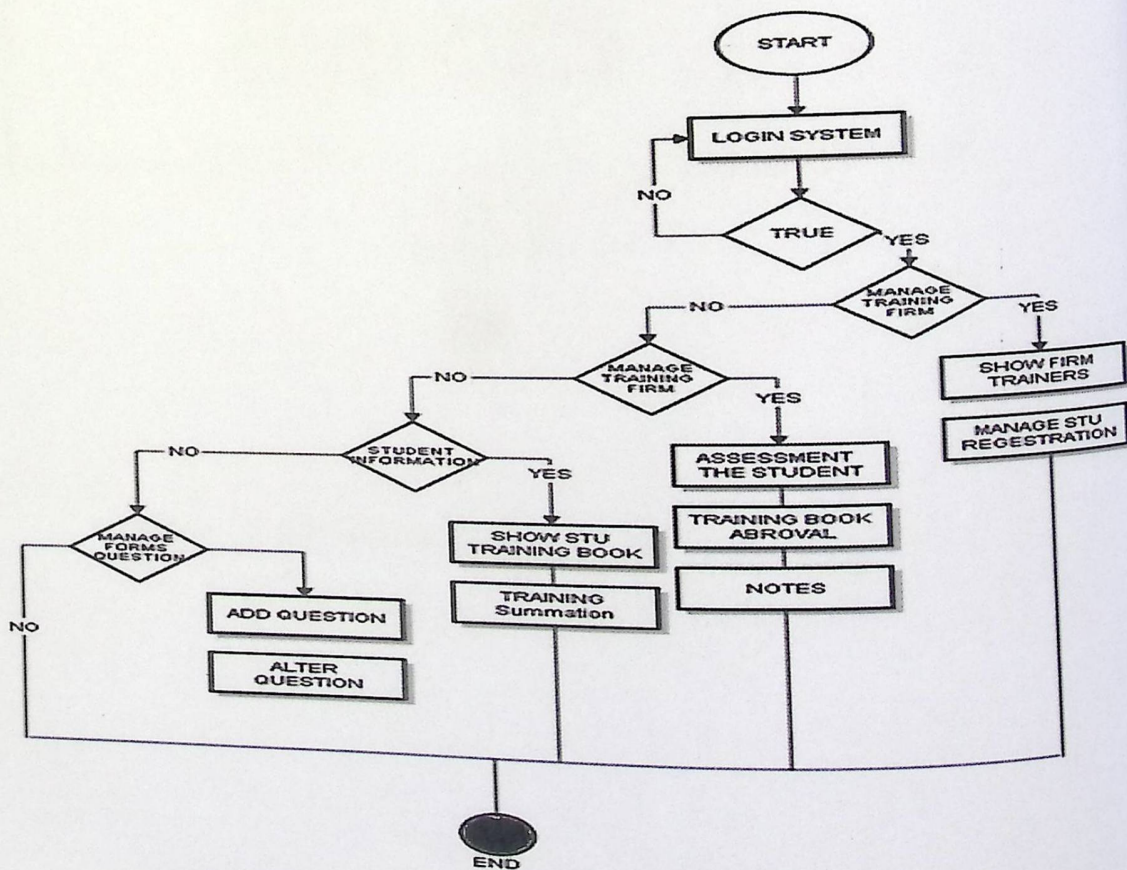 START
LOGIN SYSTEM
NO
TRUE
YES
MANAGE
TRAINING
FIRM
NO
YES
MANAGE
TRAINING
FIRM
SHOW FIRM
TRAINERS
NO
YES
MANAGE STU
REGESTRATION
STUDENT
INFORMATION
NO
YES
ASSESSMENT
THE STUDENT
MANAGE
FORMS
QUESTION
SHOW STU
TRAINING BOOK
TRAINING BOOK
ABROVAL
NO
ADD QUESTION
TRAINING
Summation
NOTES
ALTER
QUESTION
END